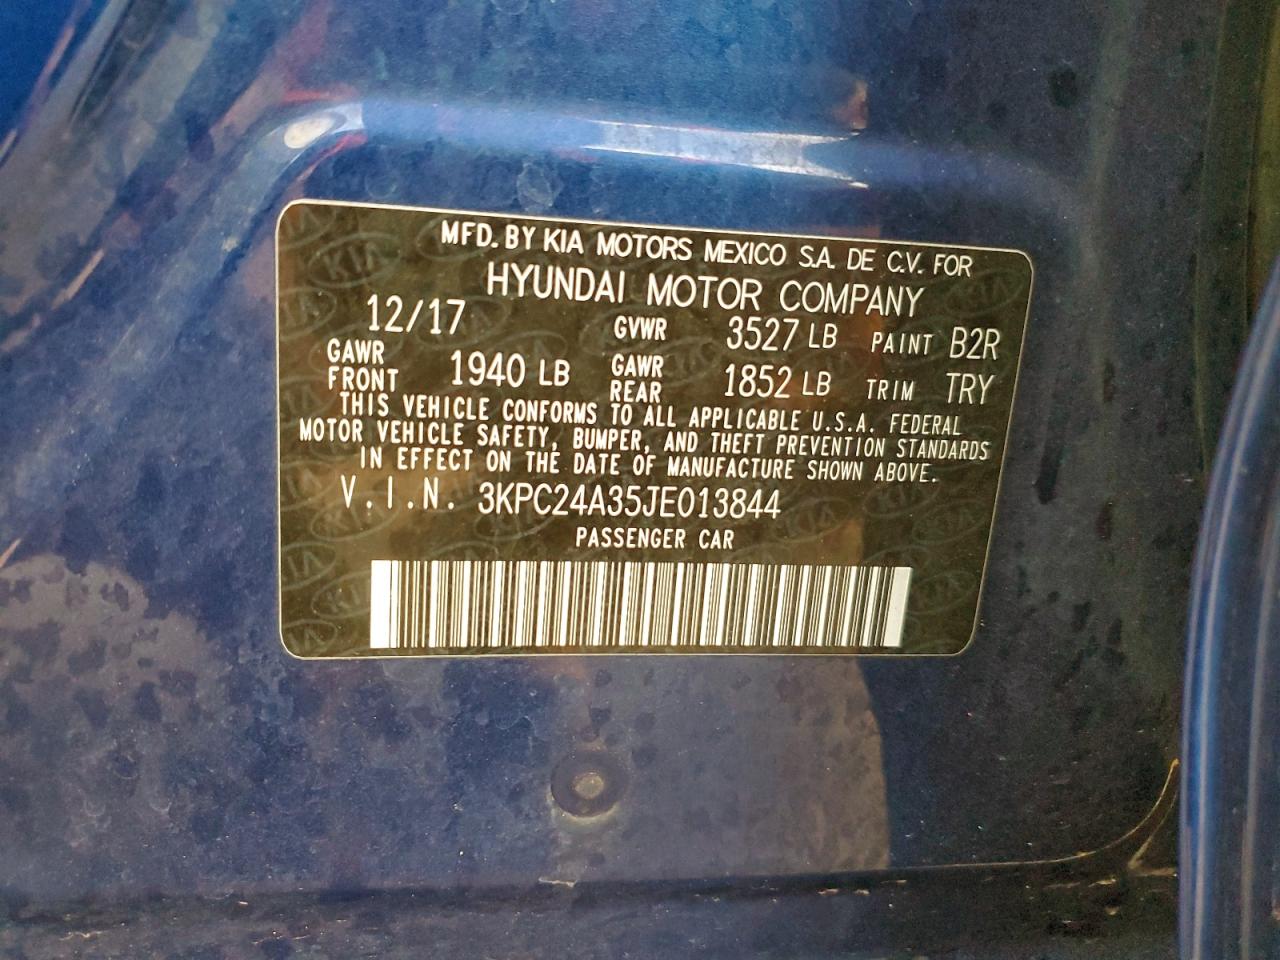 MFD. BY KIA MOTORS MEXICO S.A. DE C.V. FOR
HYUNDAI MOTOR COMPANY
12/17 GVWR 3527 LB PAINT B2R
GAWR FRONT 1940 LB GAWR REAR 1852 LB TRIM TRY
THIS VEHICLE CONFORMS TO ALL APPLICABLE U.S.A. FEDERAL
MOTOR VEHICLE SAFETY, BUMPER, AND THEFT PREVENTION STANDARDS
IN EFFECT ON THE DATE OF MANUFACTURE SHOWN ABOVE.
V.I.N. 3KPC24A35JE013844
PASSENGER CAR